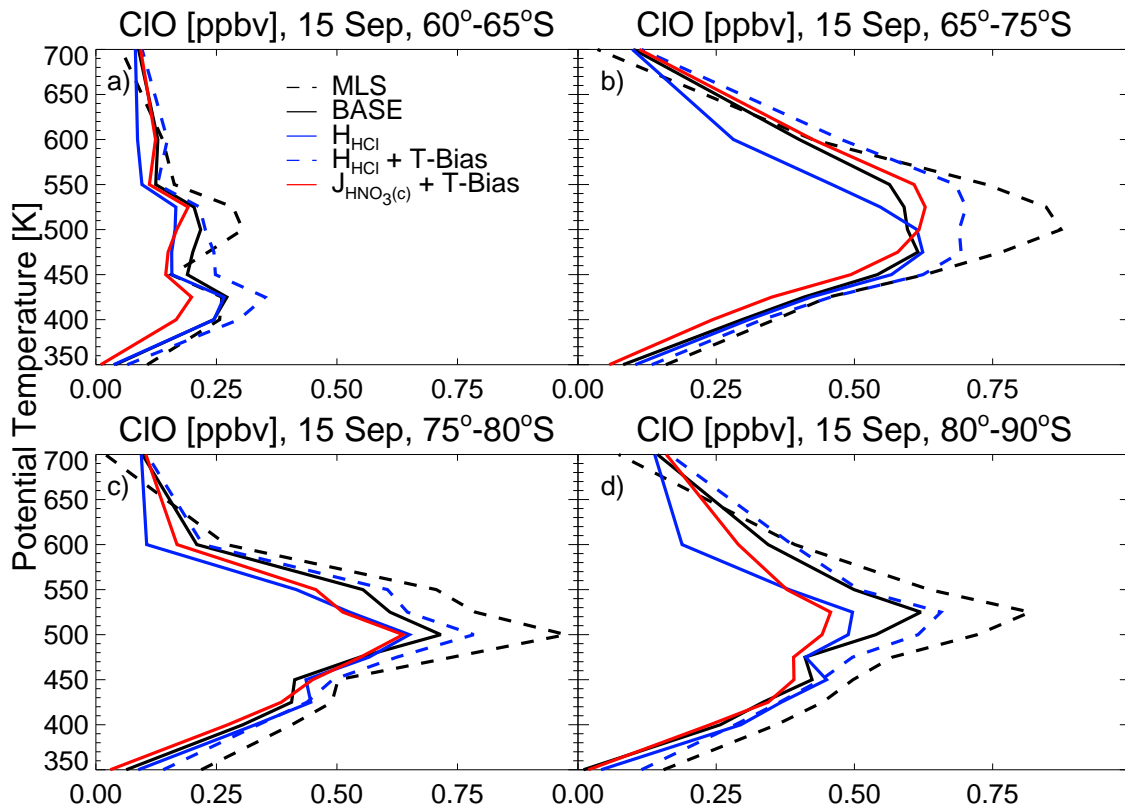 ClO [ppbv], 15 Sep, 60°-65°S
ClO [ppbv], 15 Sep, 65°-75°S
700
650
600
550
500
450
400
350
a)
b)
MLS
BASE
H_HCl
H_HCl + T-Bias
J_HNO₃(c) + T-Bias
0.00
0.25
0.50
0.75
0.00
0.25
0.50
0.75
Potential Temperature [K]
ClO [ppbv], 15 Sep, 75°-80°S
ClO [ppbv], 15 Sep, 80°-90°S
700
650
600
550
500
450
400
350
c)
d)
0.00
0.25
0.50
0.75
0.00
0.25
0.50
0.75